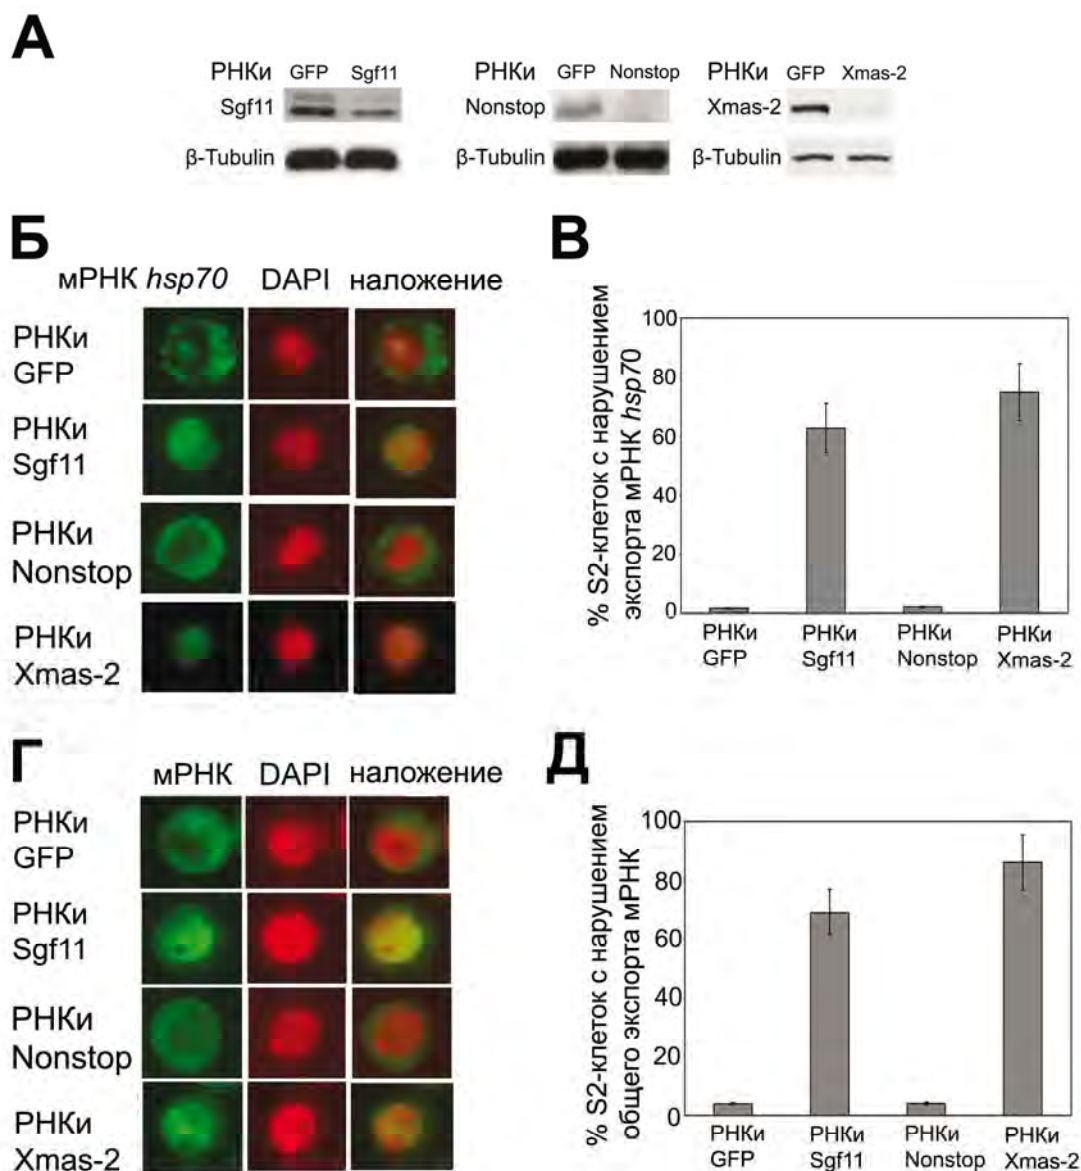 А
РНКи GFP Sgf11
Sgf11
β-Tubulin
РНКи GFP Nonstop
Nonstop
β-Tubulin
РНКи GFP Xmas-2
Xmas-2
β-Tubulin
Б
мРНК hsp70 DAPI наложение
РНКи
GFP
РНКи
Sgf11
РНКи
Nonstop
РНКи
Xmas-2
В
% S2-клеток с нарушением
экспорта мРНК hsp70
100
80
60
40
20
0
РНКи
GFP
РНКи
Sgf11
РНКи
Nonstop
РНКи
Xmas-2
Г
мРНК DAPI наложение
РНКи
GFP
РНКи
Sgf11
РНКи
Nonstop
РНКи
Xmas-2
Д
% S2-клеток с нарушением
общего экспорта мРНК
100
80
60
40
20
0
РНКи
GFP
РНКи
Sgf11
РНКи
Nonstop
РНКи
Xmas-2